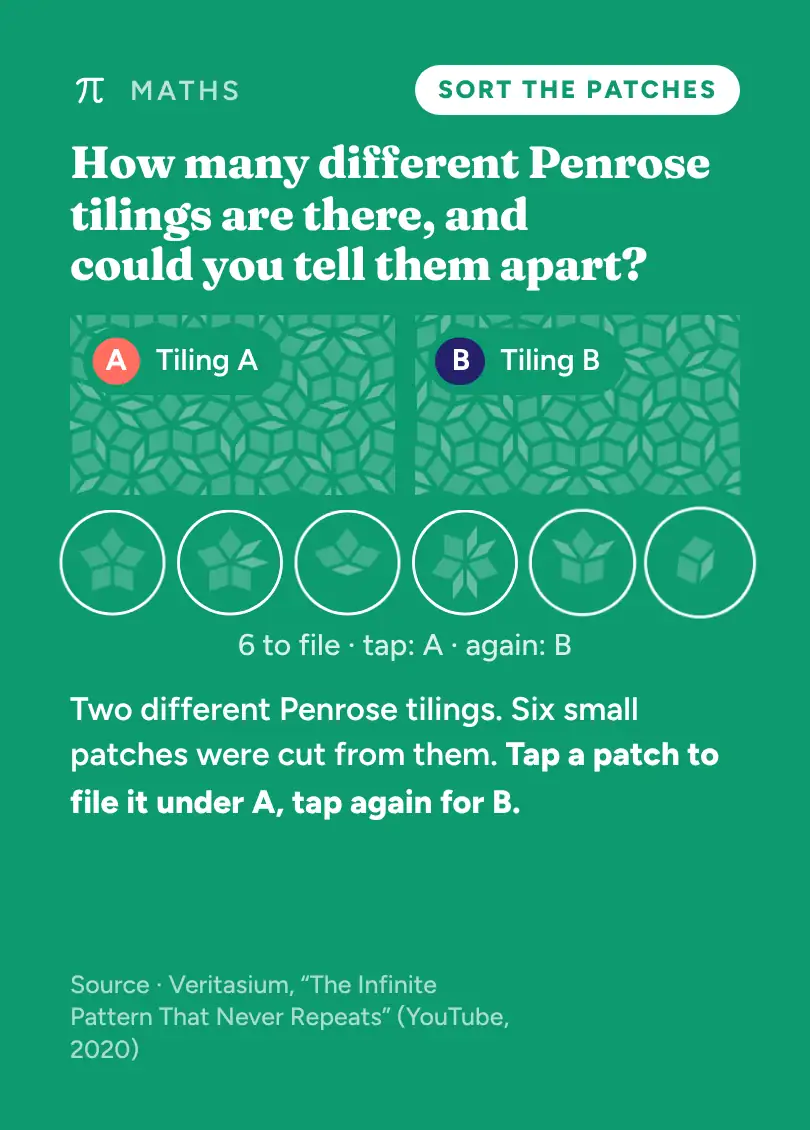 π MATHS
SORT THE PATCHES
How many different Penrose
tilings are there, and
could you tell them apart?
A Tiling A
B Tiling B
6 to file · tap: A · again: B
Two different Penrose tilings. Six small
patches were cut from them. Tap a patch to
file it under A, tap again for B.
Source · Veritasium, “The Infinite
Pattern That Never Repeats” (YouTube,
2020)